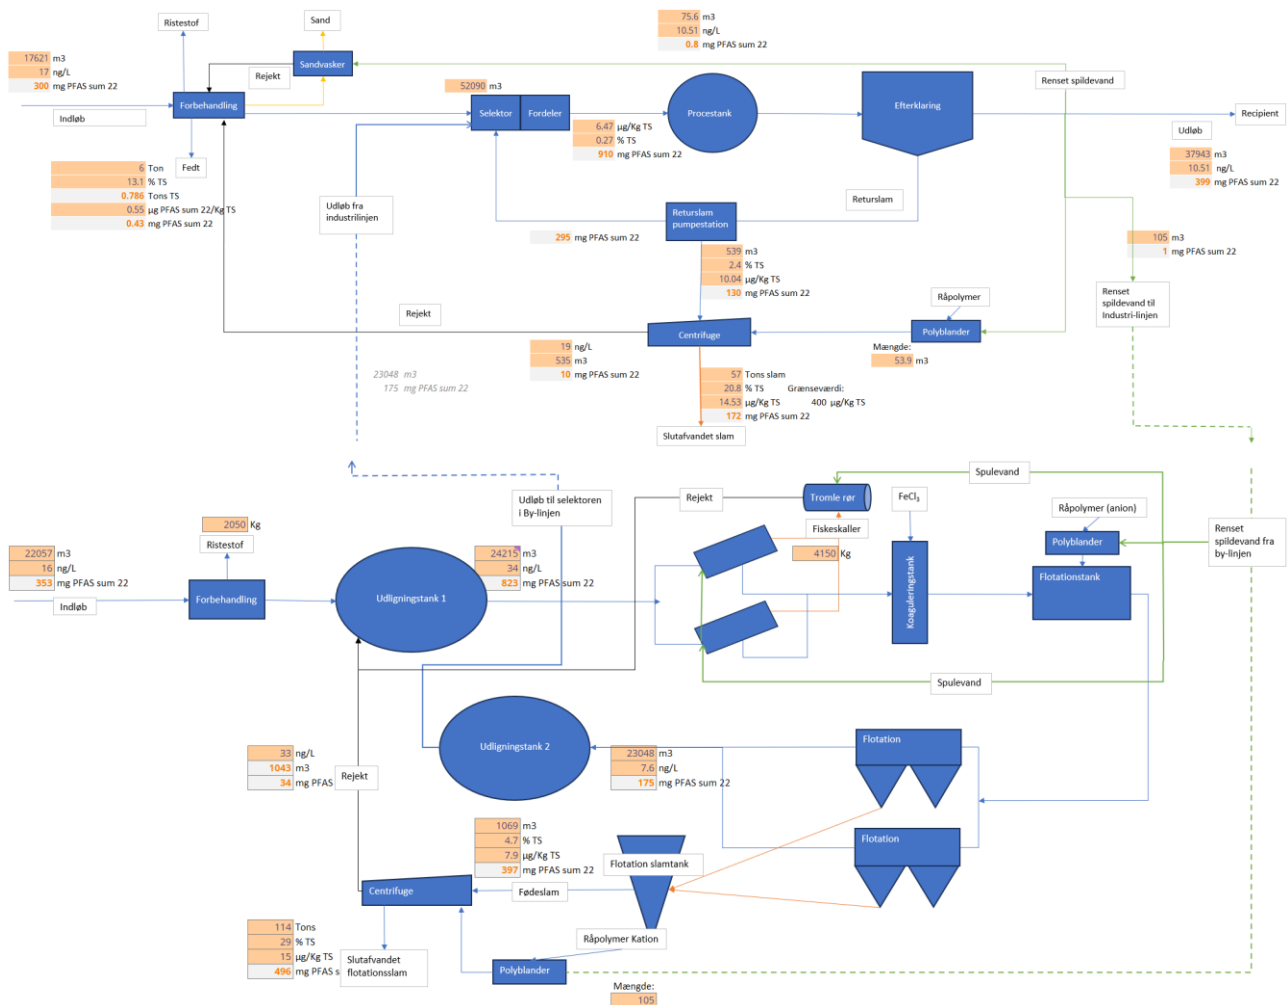 Ristestof
Sand
75.6 m3
10.51 ng/L
0.8 mg PFAS sum 22
17621 m3
17 ng/L
300 mg PFAS sum 22
Sandvasker
Rejekt
Renset spildevand
Forbehandling
Indløb
52090 m3
Selektor
Fordeler
Procestank
Efterklaring
Recipient
6.47 µg/Kg TS
0.27 % TS
910 mg PFAS sum 22
Udløb
37943 m3
10.51 ng/L
399 mg PFAS sum 22
Fedt
6 Ton
13.1 % TS
0.786 Tons TS
0.55 µg PFAS sum 22/Kg TS
0.43 mg PFAS sum 22
Udløb fra
industrilinjen
Returslam
Returslam
pumpestation
295 mg PFAS sum 22
105 m3
1 mg PFAS sum 22
539 m3
2.4 % TS
10.04 µg/Kg TS
130 mg PFAS sum 22
Renset
spildevand til
Industri-linjen
Råpolymer
Rejekt
Centrifuge
Polyblander
19 ng/L
535 m3
10 mg PFAS sum 22
Mængde:
53.9 m3
23048 m3
175 mg PFAS sum 22
57 Tons slam
20.8 % TS
Grænseværdi:
14.53 µg/Kg TS
400 µg/Kg TS
172 mg PFAS sum 22
Slutafvandet slam
Spulevand
Udløb til selektoren
i By-linjen
Rejekt
Tromle rør
FeCl3
Råpolymer (anion)
Renset
spildevand fra
by-linjen
2050 Kg
Ristestof
Fiskeskaller
4150 Kg
Polyblander
22057 m3
16 ng/L
353 mg PFAS sum 22
24215 m3
34 ng/L
823 mg PFAS sum 22
Flotationstank
Indløb
Forbehandling
Udligningstank 1
Koaguleringstank
Spulevand
Udligningstank 2
Flotation
33 ng/L
1043 m3
34 mg PFAS
Rejekt
23048 m3
7.6 ng/L
175 mg PFAS sum 22
1069 m3
4.7 % TS
7.9 µg/Kg TS
397 mg PFAS sum 22
Flotation
Flotation slamtank
Centrifuge
Fødeslam
114 Tons
29 % TS
15 µg/Kg TS
496 mg PFAS s
Slutafvandet
flotationsslam
Råpolymer Kation
Polyblander
Mængde:
105